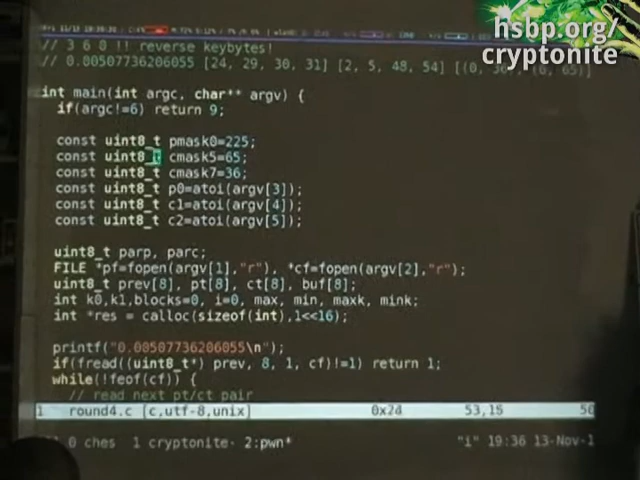 hsbp.org/
cryptonite
// 3 6 0 !! reverse keybytes!
// 0.00507736206055 [24, 29, 30, 31] [2, 5, 48, 54] [(0, 36), (6, 65)]
int main(int argc, char** argv) {
if(argc!=6) return 9;
const uint8_t pmask0=225;
const uint8_t cmask5=65;
const uint8_t cmask7=36;
const uint8_t p0=atoi(argv[3]);
const uint8_t c1=atoi(argv[4]);
const uint8_t c2=atoi(argv[5]);
uint8_t parp, parc;
FILE *pf=fopen(argv[1],"r"), *cf=fopen(argv[2],"r");
uint8_t prev[8], pt[8], ct[8], buf[8];
int k0,k1,blocks=0, i=0, max, min, maxk, mink;
int *res = calloc(sizeof(int),1<<16);
printf("0.00507736206055\n");
if(fread((uint8_t*) prev, 8, 1, cf)!=1) return 1;
while(!feof(cf)) {
// read next pt/ct pair
1 round4.c [c,utf-8,unix] 0x24 53,15 50
0 ches 1 cryptonite- 2:pwn* "i" 19:36 13-Nov-1